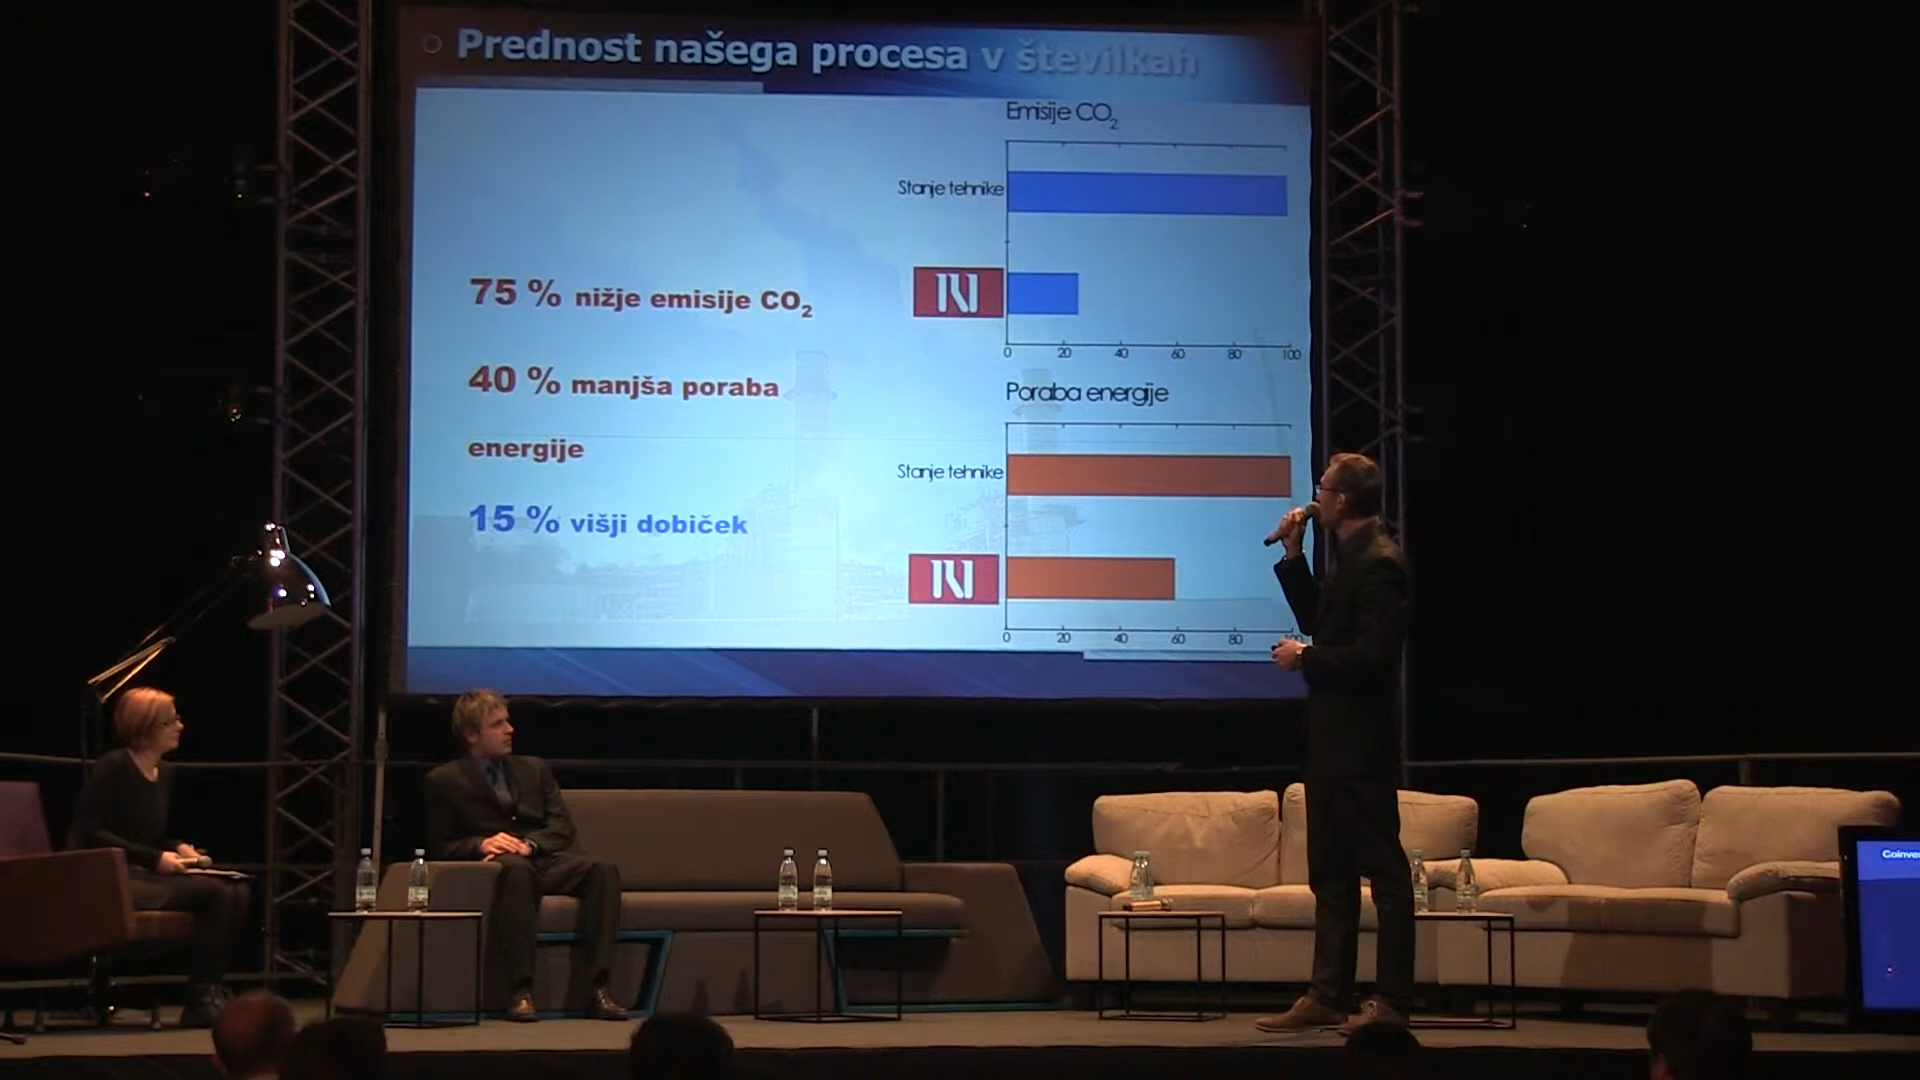 Prednost našega procesa v številkah
Emisije CO2
Stanje tehnike
75 % nižje emisije CO2
0 20 40 60 80 100
40 % manjša poraba
energije
15 % višji dobiček
Poraba energije
Stanje tehnike
0 20 40 60 80 100